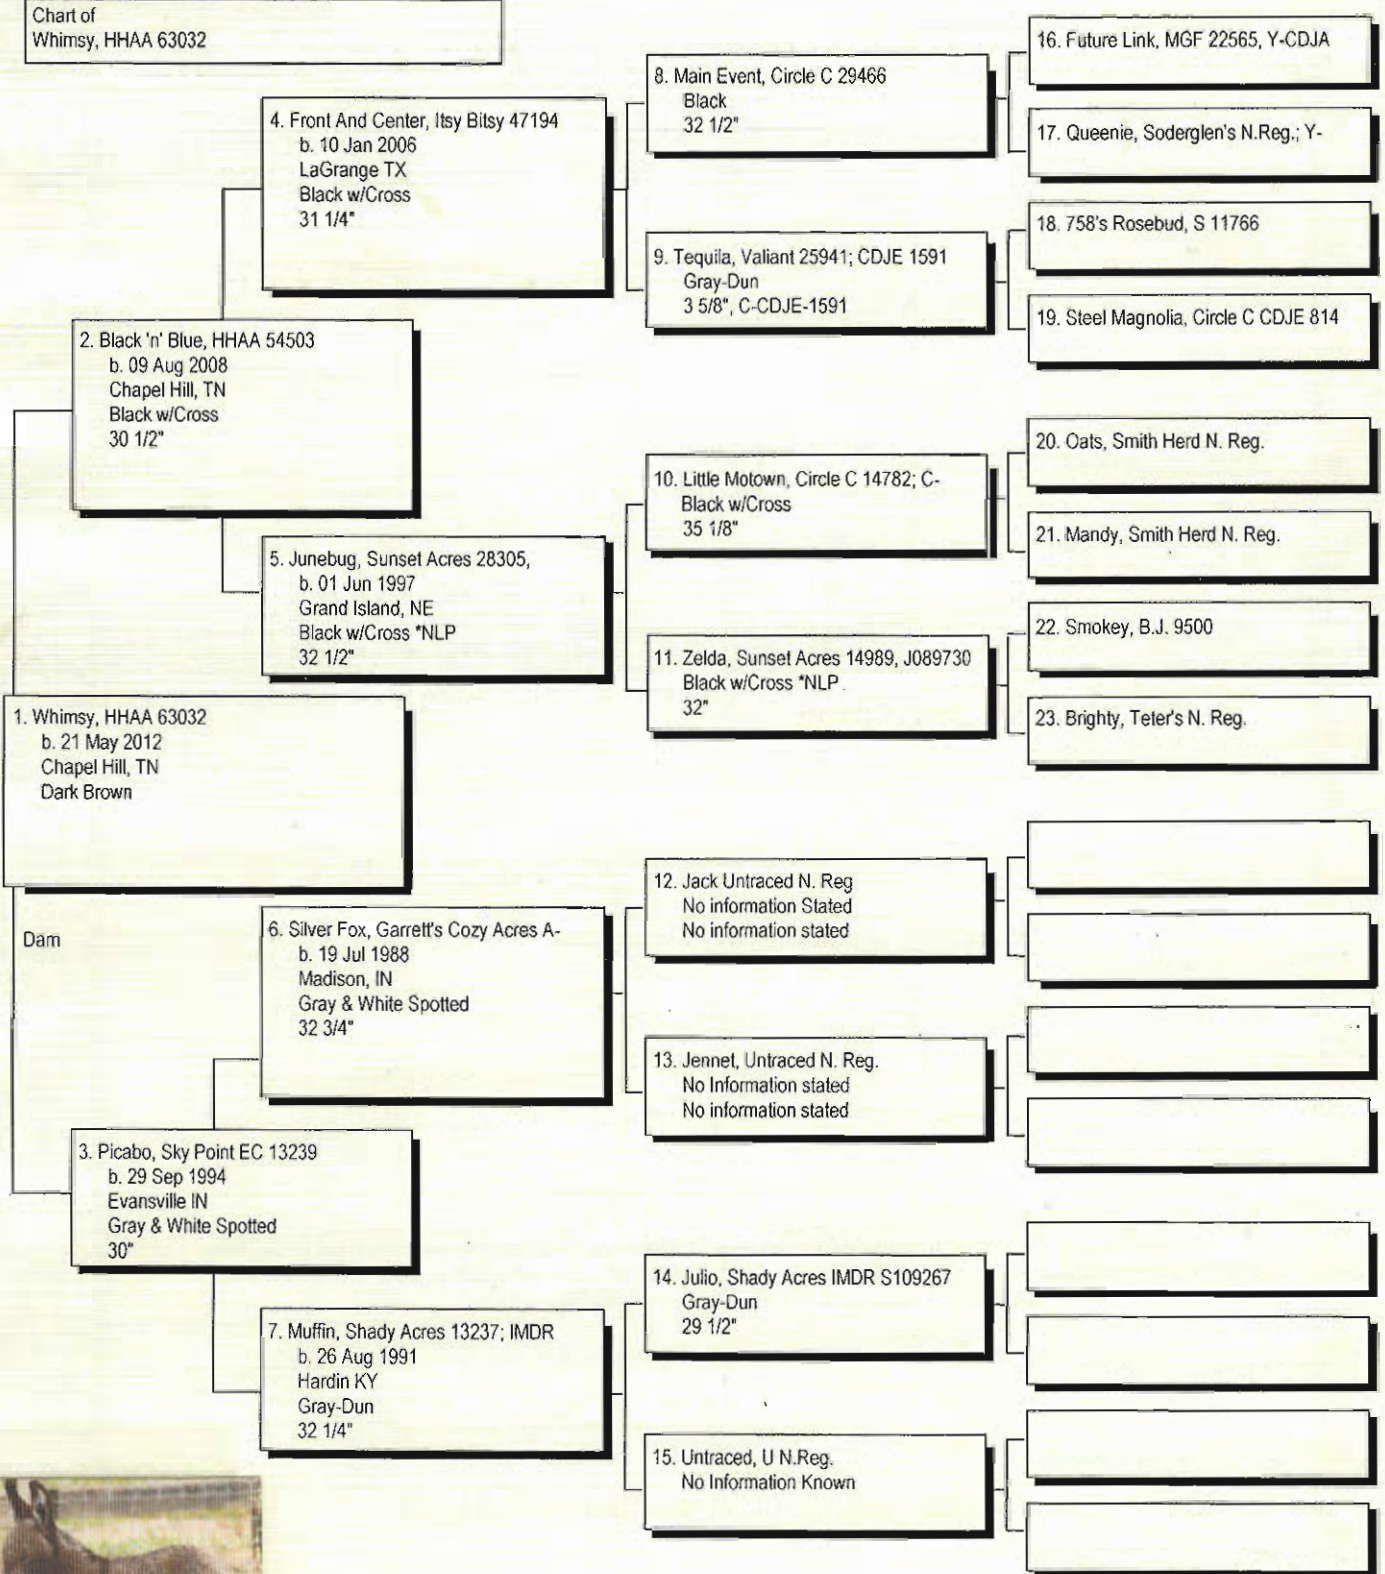 Chart of
Whimsy, HHAA 63032
1. Whimsy, HHAA 63032
b. 21 May 2012
Chapel Hill, TN
Dark Brown
Dam
2. Black 'n' Blue, HHAA 54503
b. 09 Aug 2008
Chapel Hill, TN
Black w/Cross
30 1/2"
3. Picabo, Sky Point EC 13239
b. 29 Sep 1994
Evansville IN
Gray & White Spotted
30"
4. Front And Center, Itsy Bitsy 47194
b. 10 Jan 2006
LaGrange TX
Black w/Cross
31 1/4"
5. Junebug, Sunset Acres 28305,
b. 01 Jun 1997
Grand Island, NE
Black w/Cross *NLP
32 1/2"
6. Silver Fox, Garrett's Cozy Acres A-
b. 19 Jul 1988
Madison, IN
Gray & White Spotted
32 3/4"
7. Muffin, Shady Acres 13237; IMDR
b. 26 Aug 1991
Hardin KY
Gray-Dun
32 1/4"
8. Main Event, Circle C 29466
Black
32 1/2"
9. Tequila, Valiant 25941; CDJE 1591
Gray-Dun
3 5/8", C-CDJE-1591
10. Little Motown, Circle C 14782; C-
Black w/Cross
35 1/8"
11. Zelda, Sunset Acres 14989, J089730
Black w/Cross *NLP
32"
12. Jack Untraced N. Reg
No information Stated
No information stated
13. Jennet, Untraced N. Reg.
No Information stated
No information stated
14. Julio, Shady Acres IMDR S109267
Gray-Dun
29 1/2"
15. Untraced, U N.Reg.
No Information Known
16. Future Link, MGF 22565, Y-CDJA
17. Queenie, Soderglen's N.Reg.; Y-
18. 758's Rosebud, S 11766
19. Steel Magnolia, Circle C CDJE 814
20. Oats, Smith Herd N. Reg.
21. Mandy, Smith Herd N. Reg.
22. Smokey, B.J. 9500
23. Brighty, Teter's N. Reg.